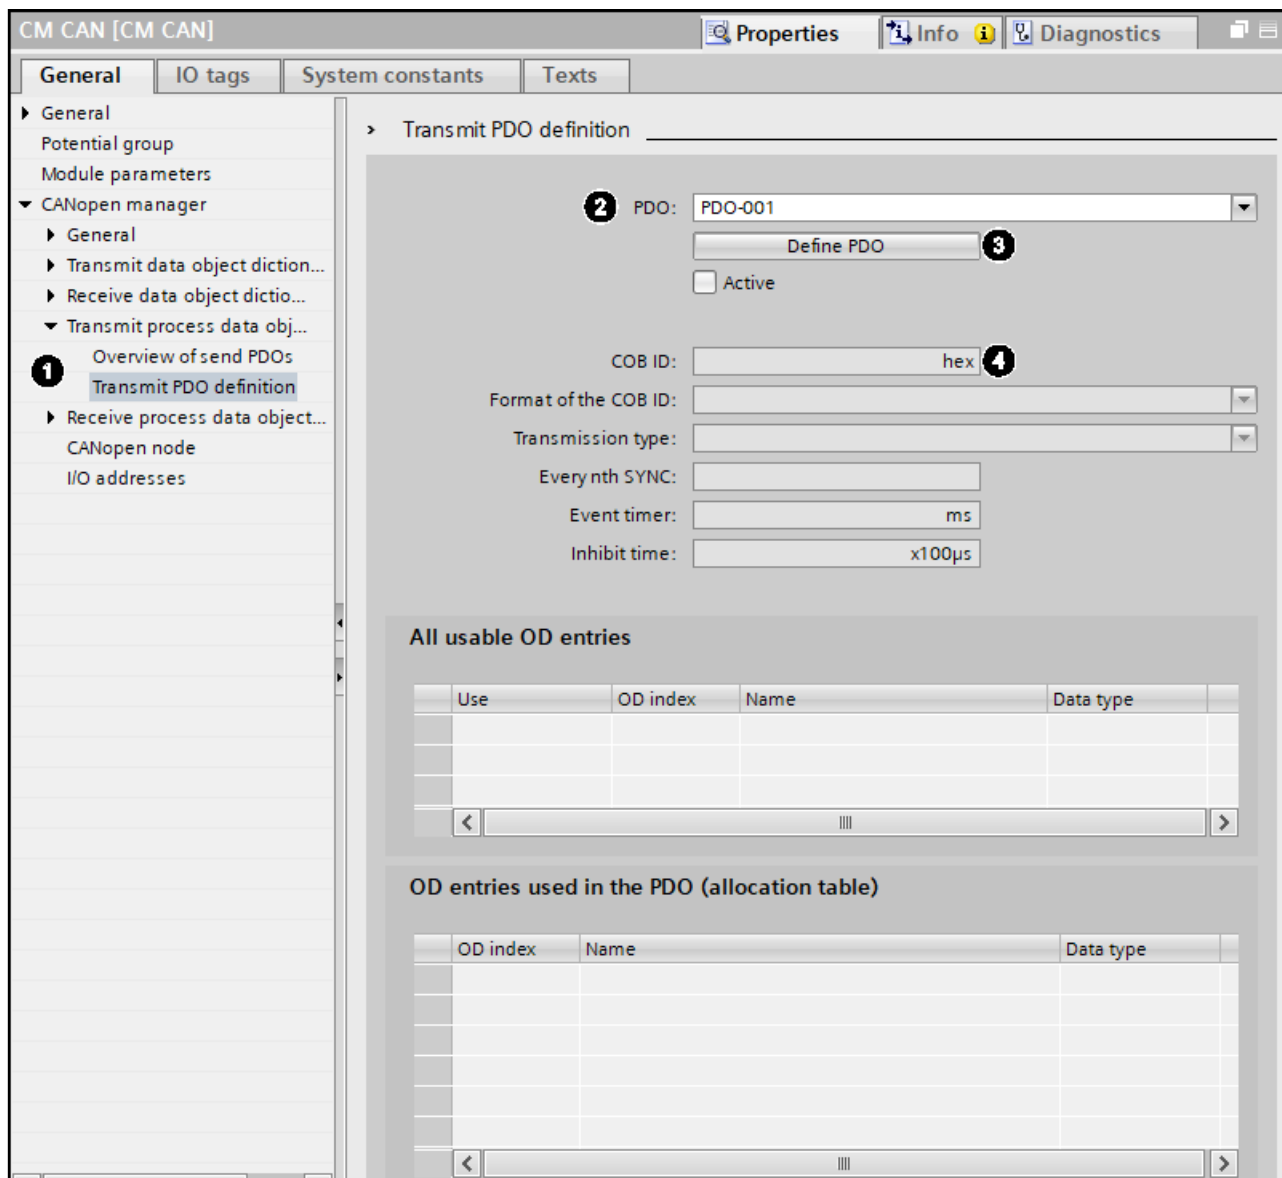 CM CAN [CM CAN]
Properties
Info
Diagnostics
General
IO tags
System constants
Texts
General
Potential group
Module parameters
CANopen manager
General
Transmit data object diction...
Receive data object dictio...
Transmit process data obj...
1
Overview of send PDOs
Transmit PDO definition
Receive process data object...
CANopen node
I/O addresses
Transmit PDO definition
2 PDO: PDO-001
Define PDO 3
Active
COB ID: hex 4
Format of the COB ID:
Transmission type:
Every nth SYNC:
Event timer: ms
Inhibit time: x100µs
All usable OD entries
Use OD index Name Data type
OD entries used in the PDO (allocation table)
OD index Name Data type